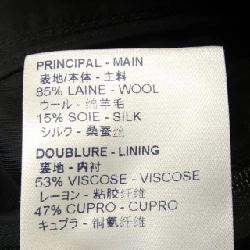 PRINCIPAL - MAIN
表地/本体 - 主料
85% LAINE - WOOL
ウール - 绵羊毛
15% SOIE - SILK
シルク - 桑蚕丝
DOUBLURE - LINING
裏地 - 内衬
53% VISCOSE - VISCOSE
レーヨン - 粘胶纤维
47% CUPRO - CUPRO
キュプラ - 铜氨纤维